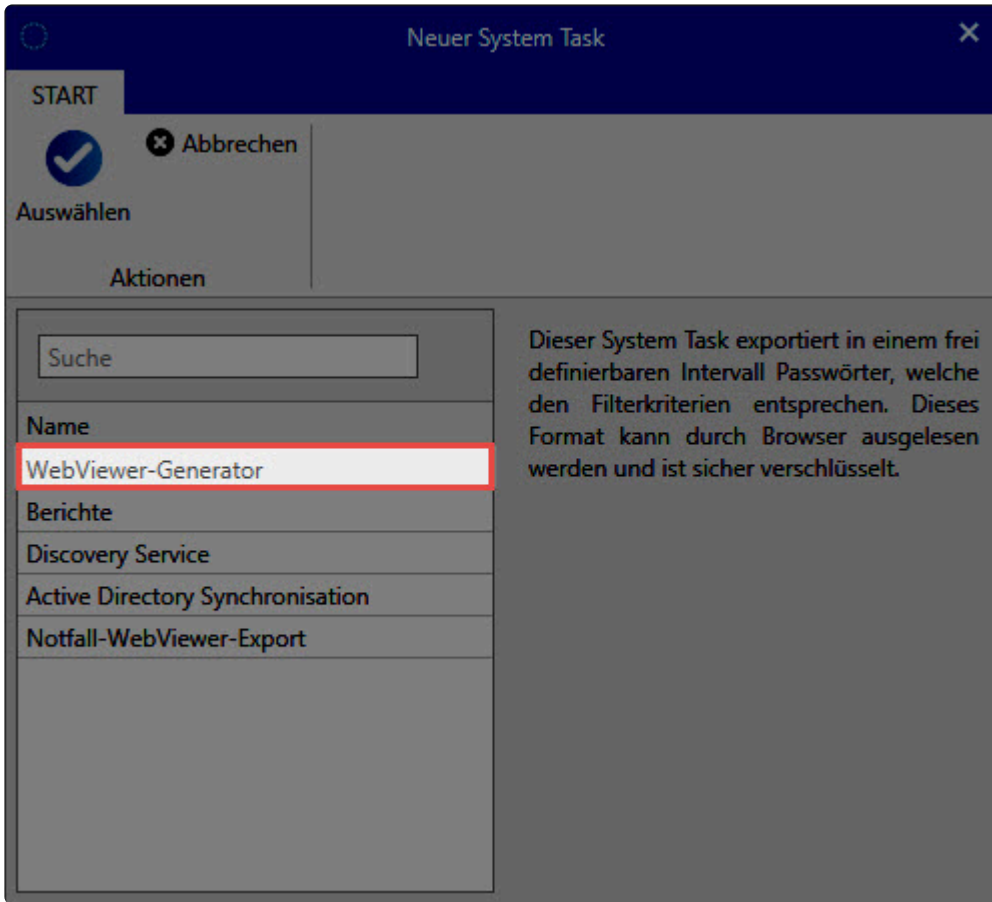 Neuer System Task
START
Abbrechen
Auswählen
Aktionen
Suche
Name
WebViewer-Generator
Berichte
Discovery Service
Active Directory Synchronisation
Notfall-WebViewer-Export
Dieser System Task exportiert in einem frei
definierbaren Intervall Passwörter, welche
den Filterkriterien entsprechen. Dieses
Format kann durch Browser ausgelesen
werden und ist sicher verschlüsselt.